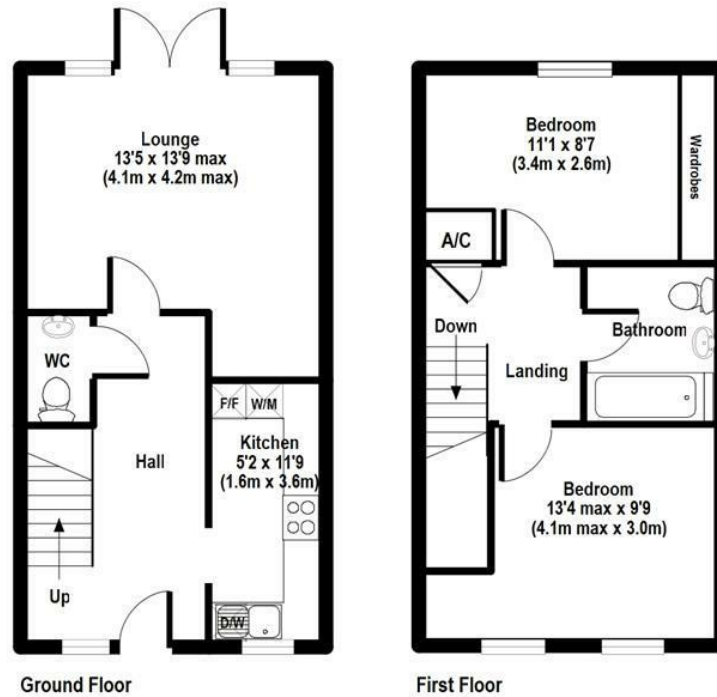 Lounge
13'5 x 13'9 max
(4.1m x 4.2m max)
WC
F/F
W/M
Kitchen
5'2 x 11'9
(1.6m x 3.6m)
Hall
Up
D/W
Ground Floor
Bedroom
11'1 x 8'7
(3.4m x 2.6m)
Wardrobes
A/C
Down
Bathroom
Landing
Bedroom
13'4 max x 9'9
(4.1m max x 3.0m)
First Floor